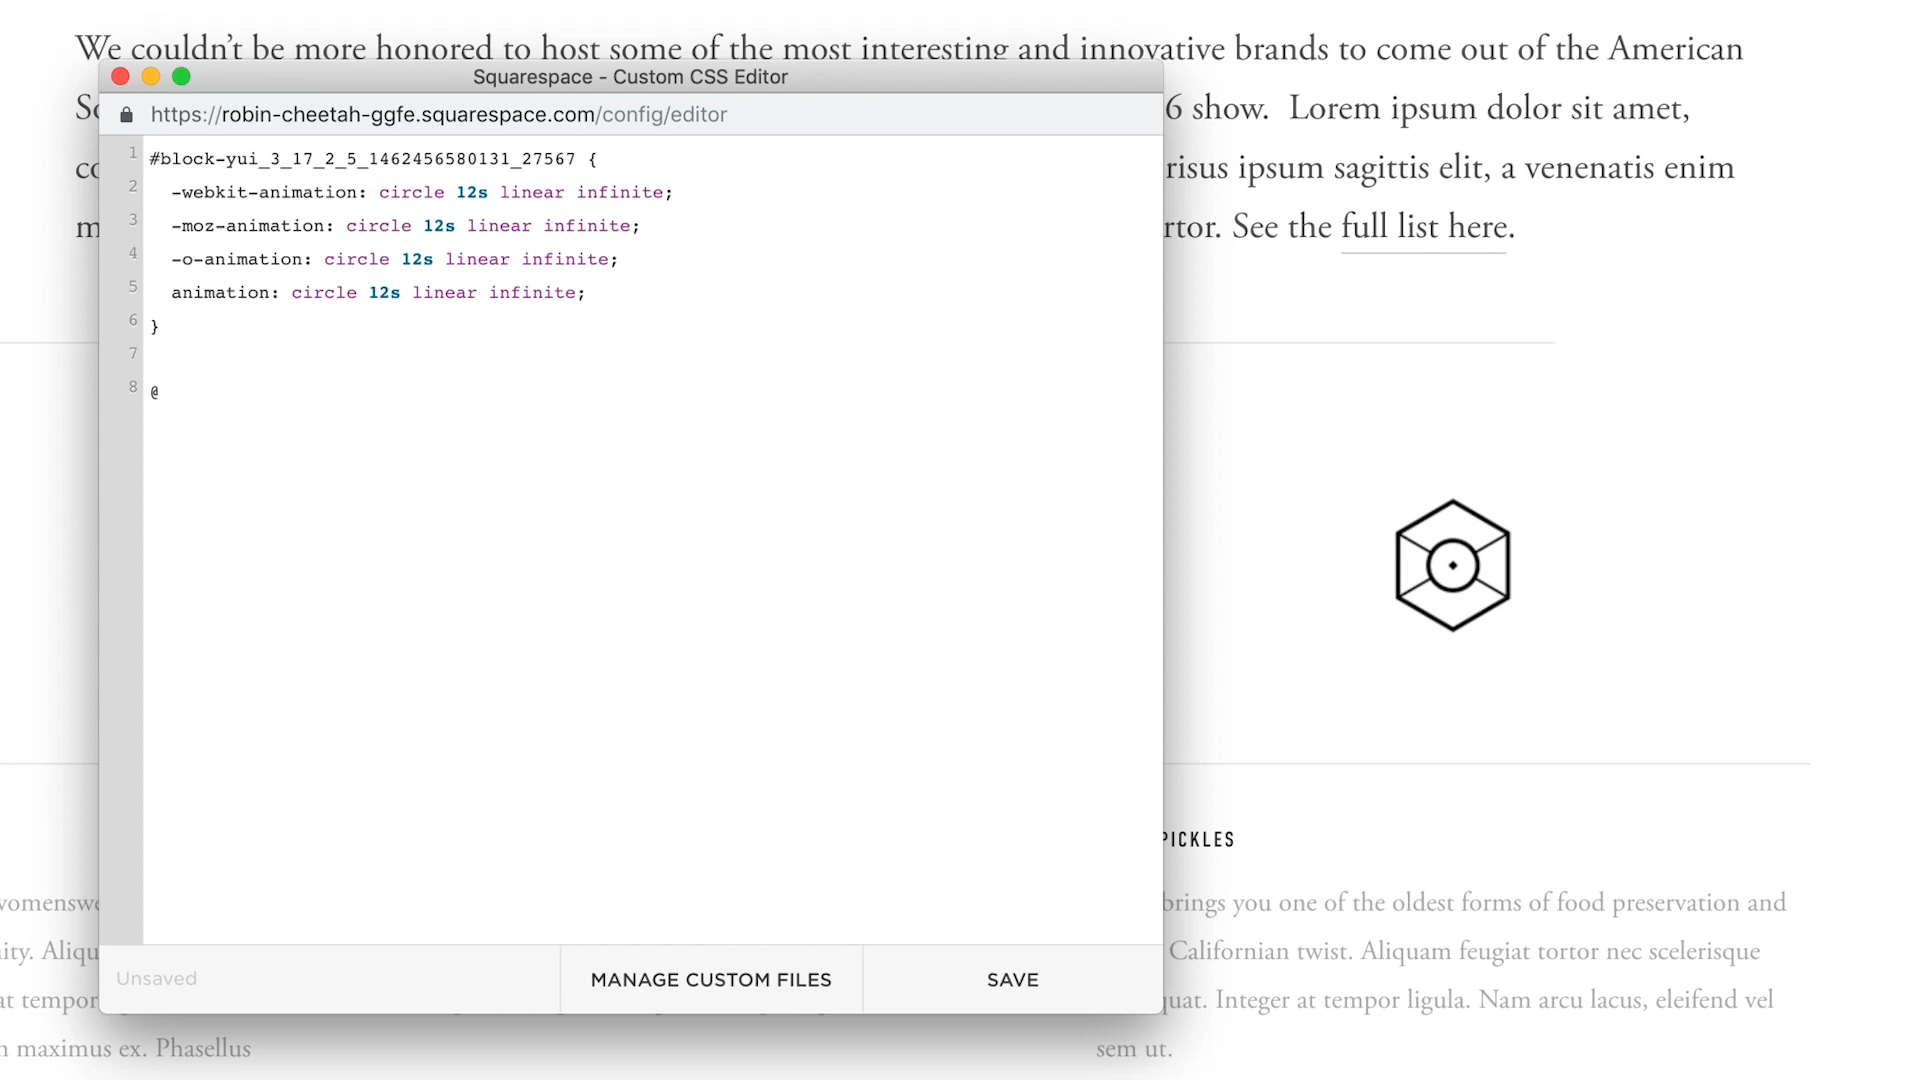 We couldn’t be more honored to host some of the most interesting and innovative brands to come out of the American
Squarespace - Custom CSS Editor
https://robin-cheetah-ggfe.squarespace.com/config/editor
6 show. Lorem ipsum dolor sit amet,
risus ipsum sagittis elit, a venenatis enim
rtor. See the full list here.
1 #block-yui_3_17_2_5_1462456580131_27567 {
2 -webkit-animation: circle 12s linear infinite;
3 -moz-animation: circle 12s linear infinite;
4 -o-animation: circle 12s linear infinite;
5 animation: circle 12s linear infinite;
6 }
7
8 @
PICKLES
brings you one of the oldest forms of food preservation and
Californian twist. Aliquam feugiat tortor nec scelerisque
quat. Integer at tempor ligula. Nam arcu lacus, eleifend vel
sem ut.
womenswe
ity. Aliqu
at tempor
maximus ex. Phasellus
Unsaved
MANAGE CUSTOM FILES
SAVE